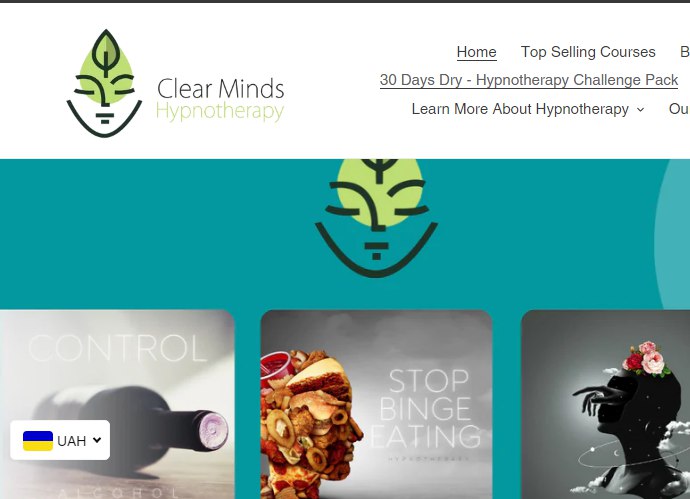 Home Top Selling Courses B
30 Days Dry - Hypnotherapy Challenge Pack
Learn More About Hypnotherapy Ou
Clear Minds
Hypnotherapy
CONTROL
ALCOHOL
STOP
BINGE
EATING
HYPNOTHERAPY
UAH